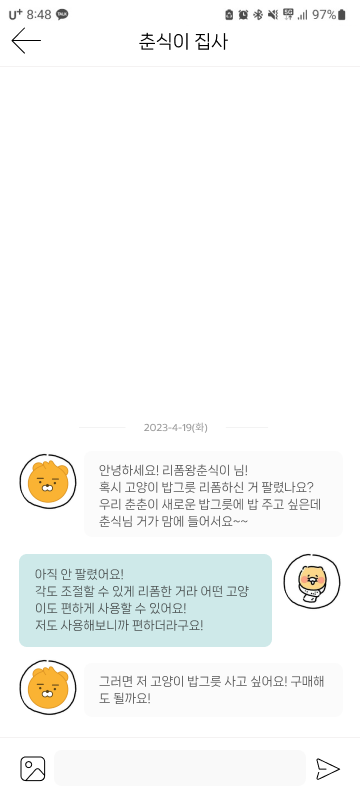 U+ 8:48 TALK 5G 97%
춘식이 집사
2023-4-19(화)
안녕하세요! 리폼왕춘식이 님!
혹시 고양이 밥그릇 리폼하신 거 팔렸나요?
우리 춘춘이 새로운 밥그릇에 밥 주고 싶은데
춘식님 거가 맘에 들어서요~~
아직 안 팔렸어요!
각도 조절할 수 있게 리폼한 거라 어떤 고양
이도 편하게 사용할 수 있어요!
저도 사용해보니까 편하더라구요!
그러면 저 고양이 밥그릇 사고 싶어요! 구매해
도 될까요!